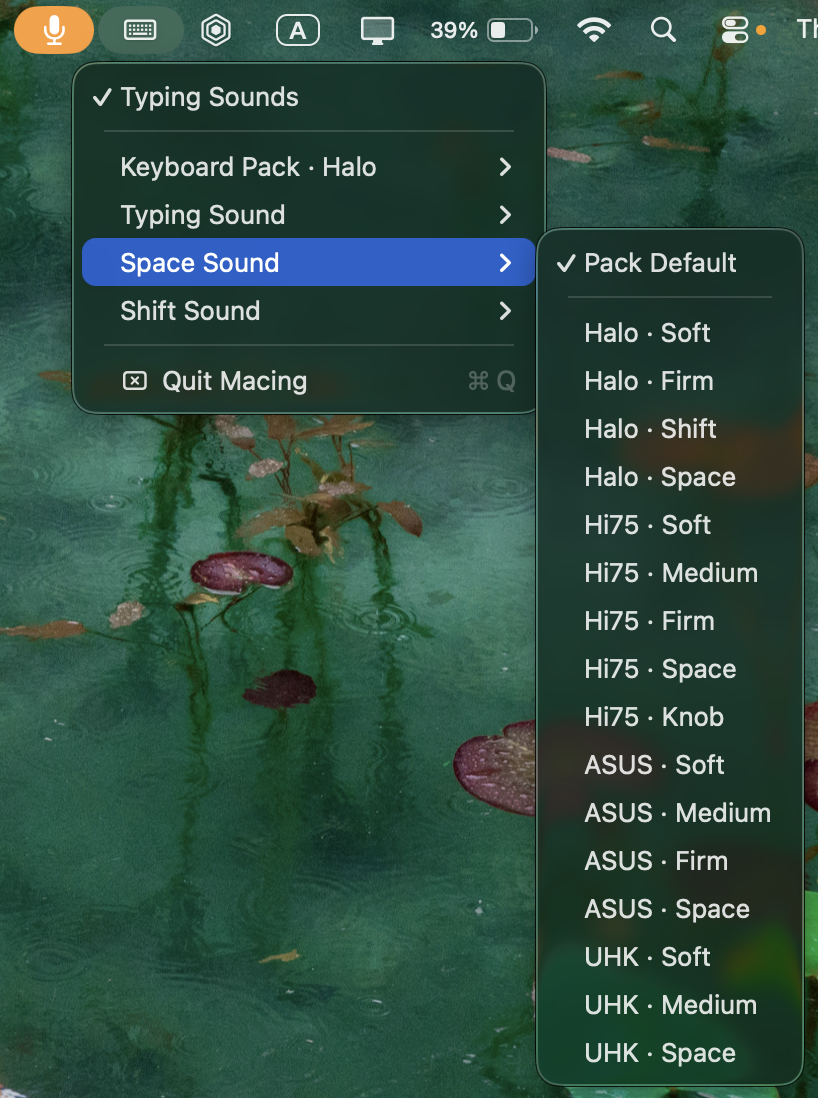 A 39% Th
✓ Typing Sounds
Keyboard Pack · Halo
Typing Sound
Space Sound
Shift Sound
Quit Macing ⌘ Q
✓ Pack Default
Halo · Soft
Halo · Firm
Halo · Shift
Halo · Space
Hi75 · Soft
Hi75 · Medium
Hi75 · Firm
Hi75 · Space
Hi75 · Knob
ASUS · Soft
ASUS · Medium
ASUS · Firm
ASUS · Space
UHK · Soft
UHK · Medium
UHK · Space